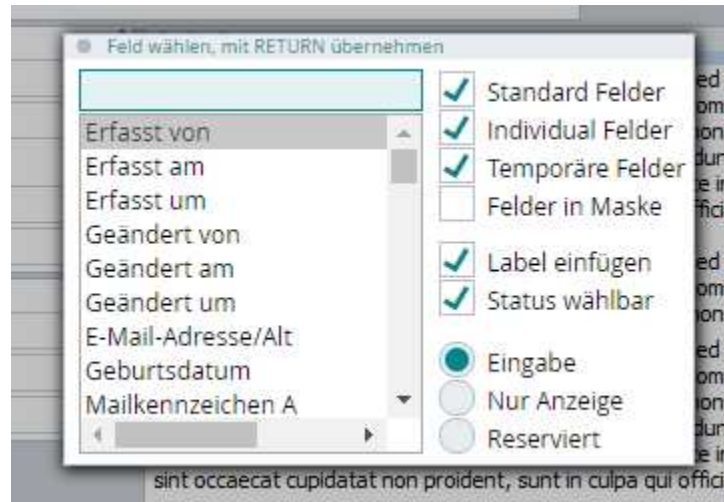 Feld wählen, mit RETURN übernehmen
Erfasst von
Erfasst am
Erfasst um
Geändert von
Geändert am
Geändert um
E-Mail-Adresse/Alt
Geburtsdatum
Mailkennzeichen A
Standard Felder
Individual Felder
Temporäre Felder
Felder in Maske
Label einfügen
Status wählbar
Eingabe
Nur Anzeige
Reserviert
sint occaecat cupidatat non proident, sunt in culpa qui offici